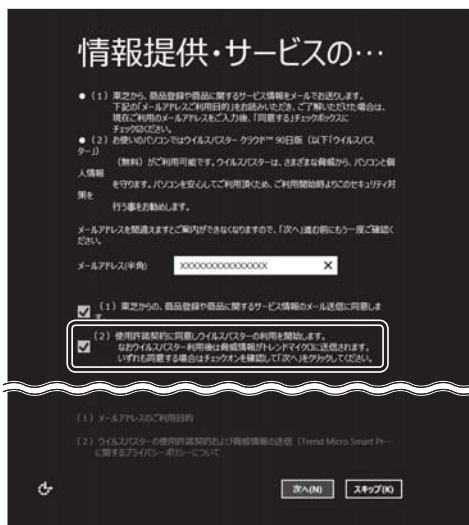 情報提供・サービスの…
●（1）東芝から、商品登録や商品に関するサービス情報をメールでお送りします。
下記の「メールアドレスご利用目的」をお読みいただき、ご了解いただけた場合は、
現在ご利用のメールアドレスをご入力後、「同意する」チェックボックスに
チェックください。
●（2）お使いのパソコンではウイルスバスター クラウド™ 90日版（以下「ウイルスバス
ター」）
（無料）がご利用可能です。ウイルスバスターは、さまざまな脅威から、パソコンと個
人情報
を守ります。パソコンを安心してご利用頂くため、ご利用開始時よりこのセキュリティ対
策を
行う事をお勧めします。
メールアドレスを間違えますとご案内ができなくなりますので、「次へ」進む前にもう一度ご確認く
ださい。
メールアドレス(半角) XXXXXXXXXXXXXXX ×
（1）東芝からの、商品登録や商品に関するサービス情報のメール送信に同意しま
す。
（2）使用許諾契約に同意しウイルスバスターの利用を開始します。
なおウイルスバスター利用後は脅威情報がトレンドマイクロに送信されます。
いずれも同意する場合はチェックオンを確認して「次へ」をクリックしてください。
（1）メールアドレスのご利用目的
（2）ウイルスバスターの使用許諾契約および脅威情報の送信（Trend Micro Smart Pr…
に関するプライバシーポリシーについて
次へ(N) スキップ(K)